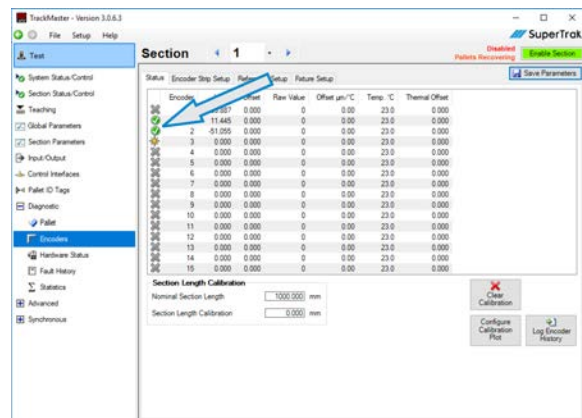 TrackMaster - Version 3.0.6.3
File Setup Help
SuperTrak
Test
Section 1
Disabled
Pallets Recovering
Enable Section
Save Parameters
System Status/Control
Section Status/Control
Teaching
Global Parameters
Section Parameters
Input/Output
Control Interfaces
Pallet ID Tags
Diagnostic
Pallet
Encoders
Hardware Status
Fault History
Statistics
Advanced
Synchronous
Status Encoder Strip Setup Setup Fixture Setup
Encoder Offset Raw Value Offset µm/°C Temp. °C Thermal Offset
0.000 0 0.00 23.0 0.000
11.445 0.000 0 0.00 23.0 0.000
2 -51.055 0.000 0 0.00 23.0 0.000
3 0.000 0.000 0 0.00 23.0 0.000
4 0.000 0.000 0 0.00 23.0 0.000
5 0.000 0.000 0 0.00 23.0 0.000
6 0.000 0.000 0 0.00 23.0 0.000
7 0.000 0.000 0 0.00 23.0 0.000
8 0.000 0.000 0 0.00 23.0 0.000
9 0.000 0.000 0 0.00 23.0 0.000
10 0.000 0.000 0 0.00 23.0 0.000
11 0.000 0.000 0 0.00 23.0 0.000
12 0.000 0.000 0 0.00 23.0 0.000
13 0.000 0.000 0 0.00 23.0 0.000
14 0.000 0.000 0 0.00 23.0 0.000
15 0.000 0.000 0 0.00 23.0 0.000
Section Length Calibration
Nominal Section Length 1000.000 mm
Section Length Calibration 0.000 mm
Clear
Calibration
Configure
Calibration
Plot
Log Encoder
History